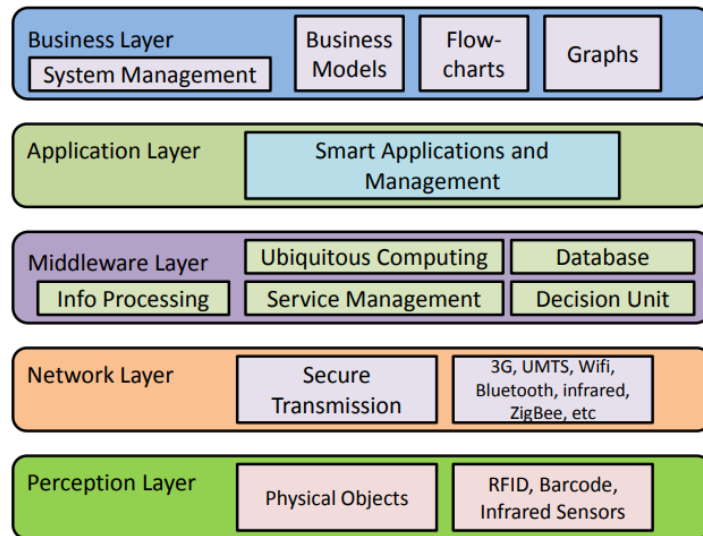 Business Layer
System Management
Business
Models
Flow-
charts
Graphs
Application Layer
Smart Applications and
Management
Middleware Layer
Ubiquitous Computing
Database
Info Processing
Service Management
Decision Unit
Network Layer
Secure
Transmission
3G, UMTS, Wifi,
Bluetooth, infrared,
ZigBee, etc
Perception Layer
Physical Objects
RFID, Barcode,
Infrared Sensors